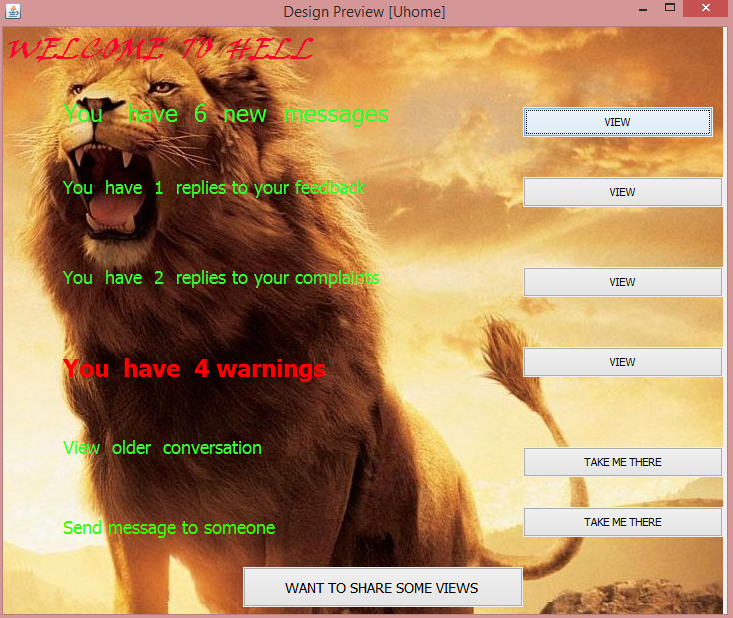 Design Preview [Uhome]
WELCOME TO HELL
You have 6 new messages
VIEW
You have 1 replies to your feedback
VIEW
You have 2 replies to your complaints
VIEW
You have 4 warnings
VIEW
View older conversation
TAKE ME THERE
Send message to someone
TAKE ME THERE
WANT TO SHARE SOME VIEWS